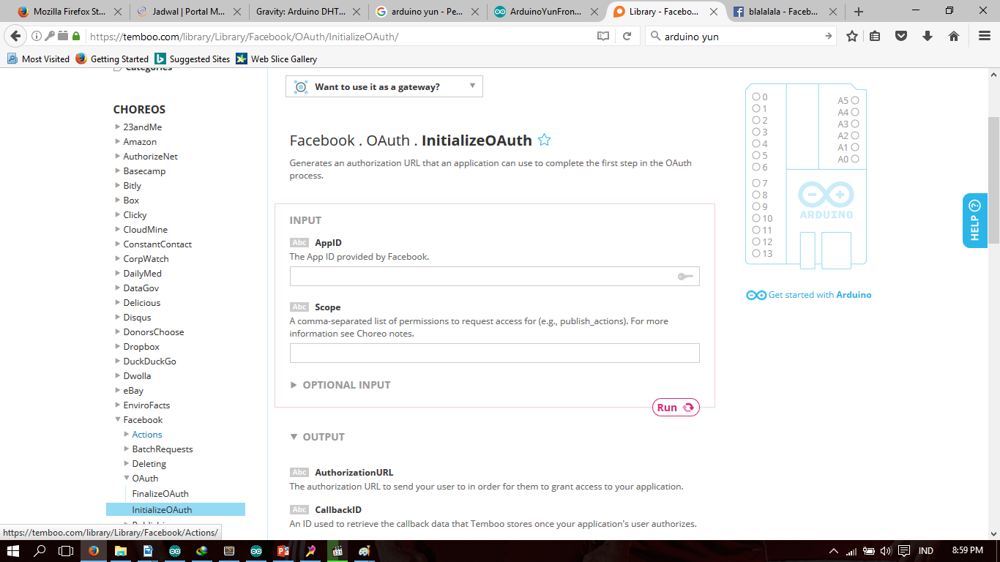 Mozilla Firefox St...
Jadwal | Portal M...
Gravity: Arduino DHT...
arduino yun - Pe...
ArduinoYunFron...
Library - Faceboo...
blalalala - Faceb...
https://temboo.com/library/Library/Facebook/OAuth/InitializeOAuth/
arduino yun
Most Visited
Getting Started
Suggested Sites
Web Slice Gallery
Categories
CHOREOS
23andMe
Amazon
AuthorizeNet
Basecamp
Bitly
Box
Clicky
CloudMine
ConstantContact
CorpWatch
DailyMed
DataGov
Delicious
Disqus
DonorsChoose
Dropbox
DuckDuckGo
Dwolla
eBay
EnviroFacts
Facebook
Actions
BatchRequests
Deleting
OAuth
FinalizeOAuth
InitializeOAuth
https://temboo.com/library/Library/Facebook/Actions/
Want to use it as a gateway?
Facebook . OAuth . InitializeOAuth
Generates an authorization URL that an application can use to complete the first step in the OAuth
process.
INPUT
Abc AppID
The App ID provided by Facebook.
Abc Scope
A comma-separated list of permissions to request access for (e.g., publish_actions). For more
information see Choreo notes.
OPTIONAL INPUT
Run
OUTPUT
Abc AuthorizationURL
The authorization URL to send your user to in order for them to grant access to your application.
Abc CallbackID
An ID used to retrieve the callback data that Temboo stores once your application's user authorizes.
0
1
2
3
4
5
6
7
8
9
10
11
12
13
A5
A4
A3
A2
A1
A0
ARDUINO
Get started with Arduino
HELP ?
IND
8:59 PM